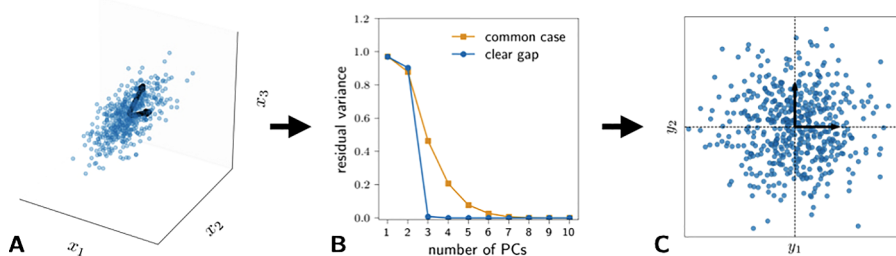 A
x1
x2
x3
residual variance
1.2
1.0
0.8
0.6
0.4
0.2
0.0
common case
clear gap
1 2 3 4 5 6 7 8 9 10
B
number of PCs
y2
C
y1